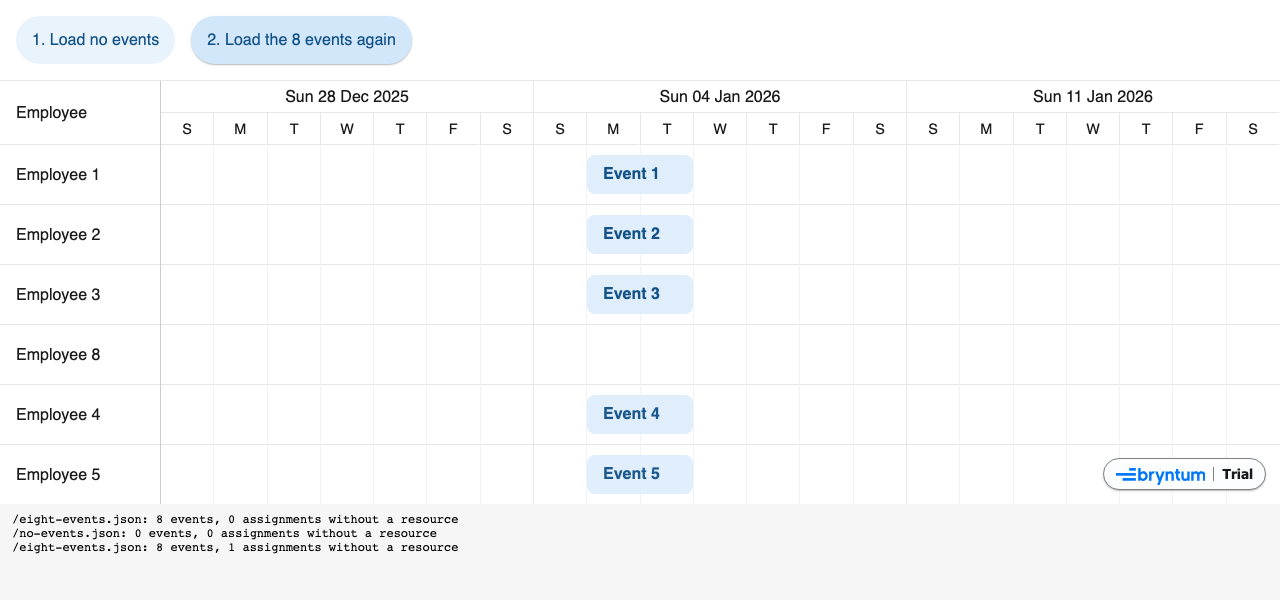 1. Load no events
2. Load the 8 events again
Employee
Sun 28 Dec 2025
Sun 04 Jan 2026
Sun 11 Jan 2026
S M T W T F S S M T W T F S S M T W T F S
Employee 1
Event 1
Employee 2
Event 2
Employee 3
Event 3
Employee 8
Employee 4
Event 4
Employee 5
Event 5
bryntum | Trial
/eight-events.json: 8 events, 0 assignments without a resource
/no-events.json: 0 events, 0 assignments without a resource
/eight-events.json: 8 events, 1 assignments without a resource